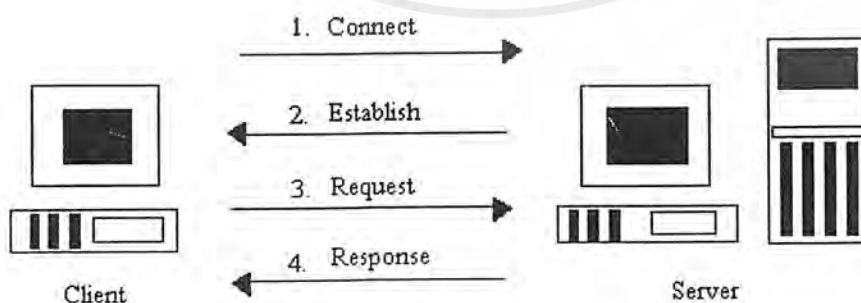 1. Connect
2. Establish
3. Request
4. Response
Client
Server